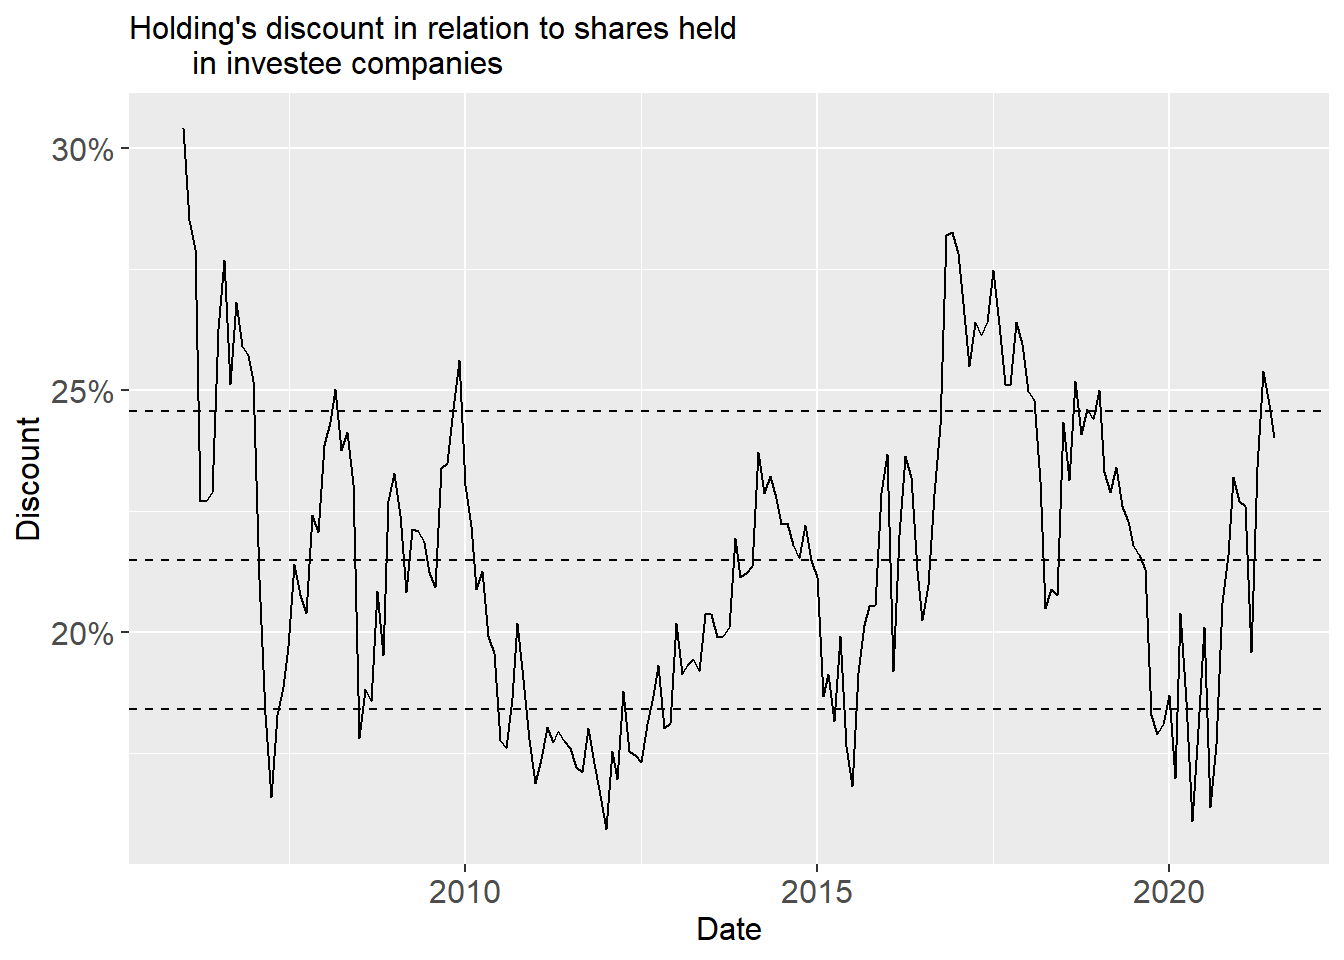 Holding's discount in relation to shares held
in investee companies
30%
25%
20%
Discount
2010 2015 2020
Date